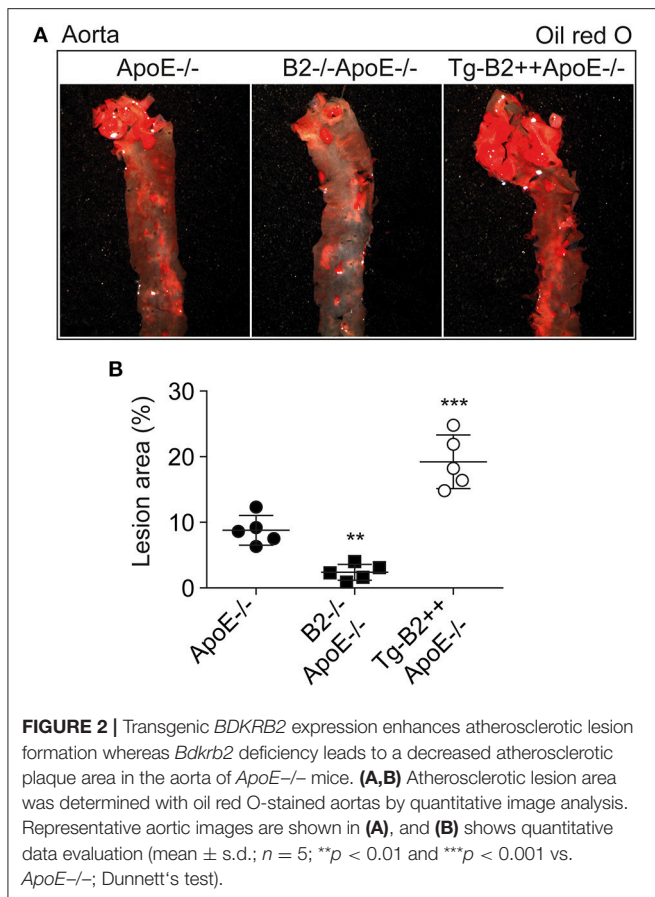 A Aorta Oil red O
ApoE-/- B2-/-ApoE-/- Tg-B2++ApoE-/-
B
Lesion area (%)
30
20
10
0
***
**
ApoE-/-
B2-/-
ApoE-/-
Tg-B2++
ApoE-/-
FIGURE 2 | Transgenic BDKRB2 expression enhances atherosclerotic lesion
formation whereas Bdkrb2 deficiency leads to a decreased atherosclerotic
plaque area in the aorta of ApoE–/– mice. (A,B) Atherosclerotic lesion area
was determined with oil red O-stained aortas by quantitative image analysis.
Representative aortic images are shown in (A), and (B) shows quantitative
data evaluation (mean ± s.d.; n = 5; **p < 0.01 and ***p < 0.001 vs.
ApoE–/–; Dunnett‘s test).